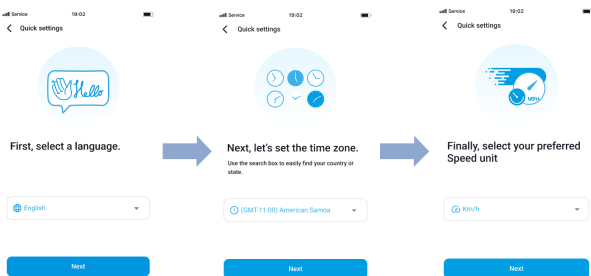 Service 19:02
Quick settings
Hello
First, select a language.
English
Next
Service 19:02
Quick settings
Next, let's set the time zone.
Use the search box to easily find your country or
state.
(GMT-11:00) American Samoa
Next
Service 19:02
Quick settings
MPH
Finally, select your preferred
Speed unit
Km/h
Next